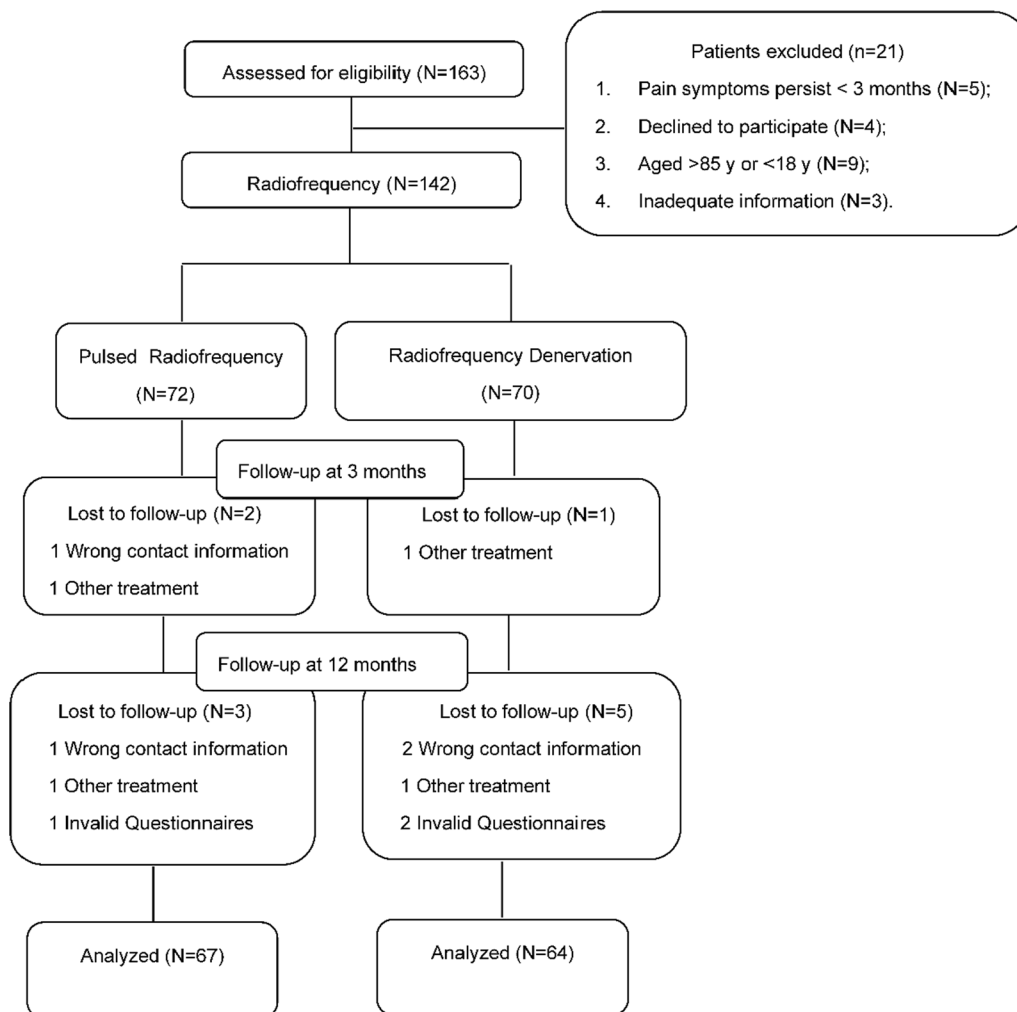 Assessed for eligibility (N=163)
Patients excluded (n=21)
1. Pain symptoms persist < 3 months (N=5);
2. Declined to participate (N=4);
3. Aged >85 y or <18 y (N=9);
4. Inadequate information (N=3).
Radiofrequency (N=142)
Pulsed Radiofrequency
(N=72)
Radiofrequency Denervation
(N=70)
Follow-up at 3 months
Lost to follow-up (N=2)
1 Wrong contact information
1 Other treatment
Lost to follow-up (N=1)
1 Other treatment
Follow-up at 12 months
Lost to follow-up (N=3)
1 Wrong contact information
1 Other treatment
1 Invalid Questionnaires
Lost to follow-up (N=5)
2 Wrong contact information
1 Other treatment
2 Invalid Questionnaires
Analyzed (N=67)
Analyzed (N=64)